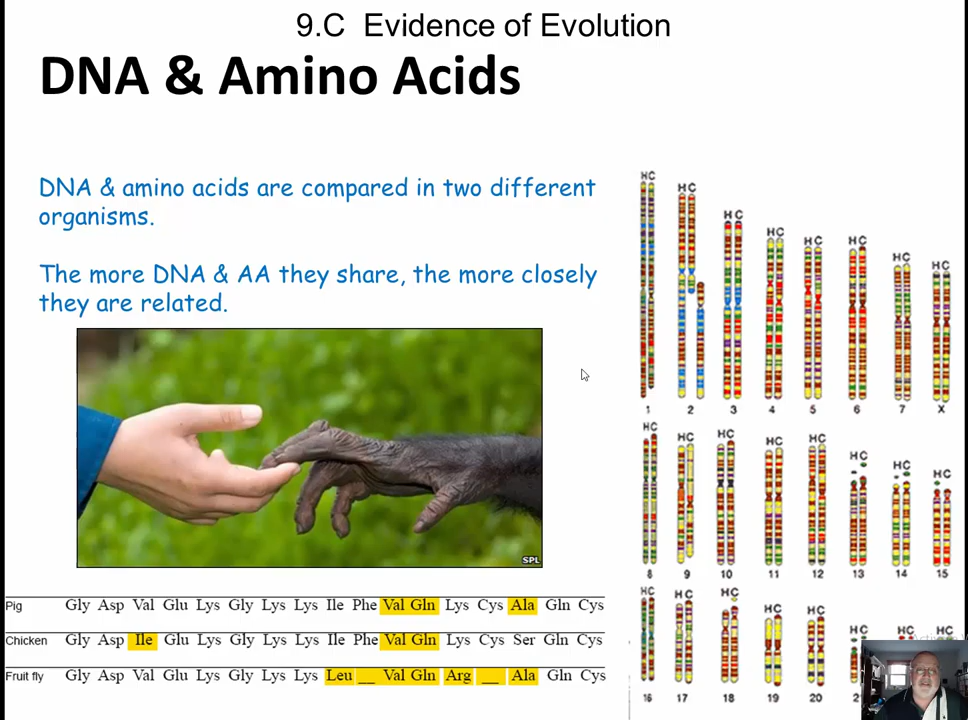 9.C Evidence of Evolution
DNA & Amino Acids
DNA & amino acids are compared in two different
organisms.
The more DNA & AA they share, the more closely
they are related.
SPL
Pig Gly Asp Val Glu Lys Gly Lys Lys Ile Phe Val Gln Lys Cys Ala Gln Cys
Chicken Gly Asp Ile Glu Lys Gly Lys Lys Ile Phe Val Gln Lys Cys Ser Gln Cys
Fruit fly Gly Asp Val Glu Lys Gly Lys Lys Leu __ Val Gln Arg __ Ala Gln Cys
HC HC HC HC HC HC HC HC
1 2 3 4 5 6 7 X
HC HC HC HC HC HC HC HC
8 9 10 11 12 13 14 15
HC HC HC HC HC HC HC HC
16 17 18 19 20